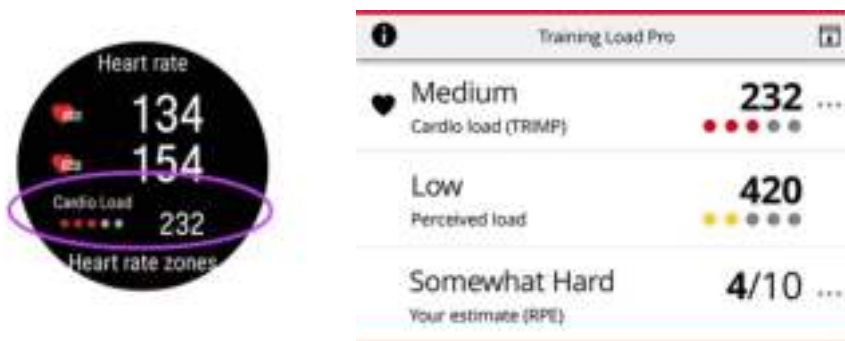 Heart rate
134
154
Cardio Load
232
Heart rate zones
Training Load Pro
Medium
232 ...
Cardio load (TRIMP)
Low
420
Perceived load
Somewhat Hard
4/10 ...
Your estimate (RPE)